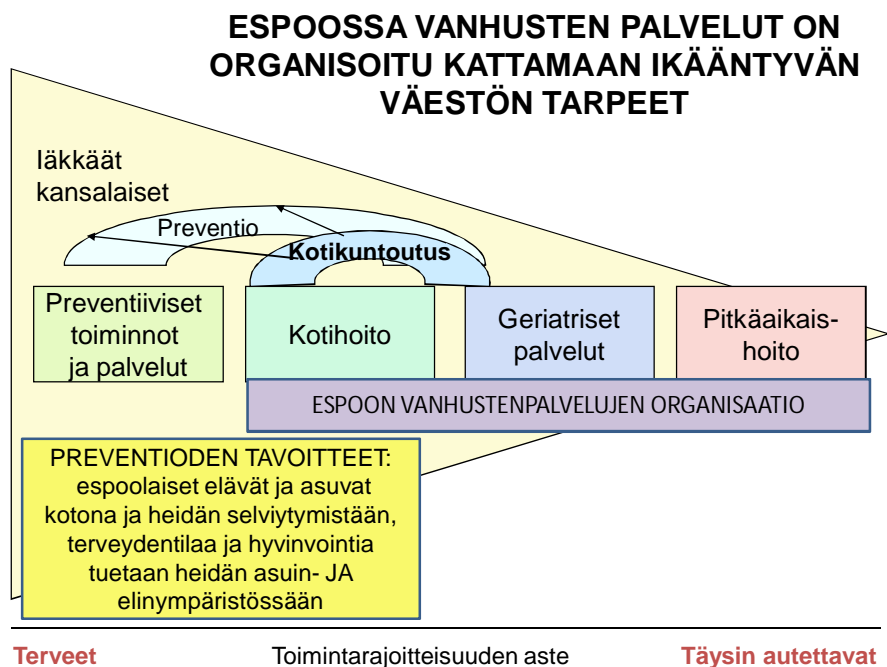 ESPOOSSA VANHUSTEN PALVELUT ON
ORGANISOITU KATTAMAAN IKÄÄNTYVÄN
VÄESTÖN TARPEET
Iäkkäät
kansalaiset
Preventio
Kotikuntoutus
Preventiiviset
toiminnot
ja palvelut
Kotihoito
Geriatriset
palvelut
Pitkäaikais-
hoito
ESPOON VANHUSTENPALVELUJEN ORGANISAATIO
PREVENTIODEN TAVOITTEET:
espoolaiset elävät ja asuvat
kotona ja heidän selviytymistään,
terveydentilaa ja hyvinvointia
tuetaan heidän asuin- JA
elinympäristössään
Terveet
Toimintarajoitteisuuden aste
Täysin autettavat